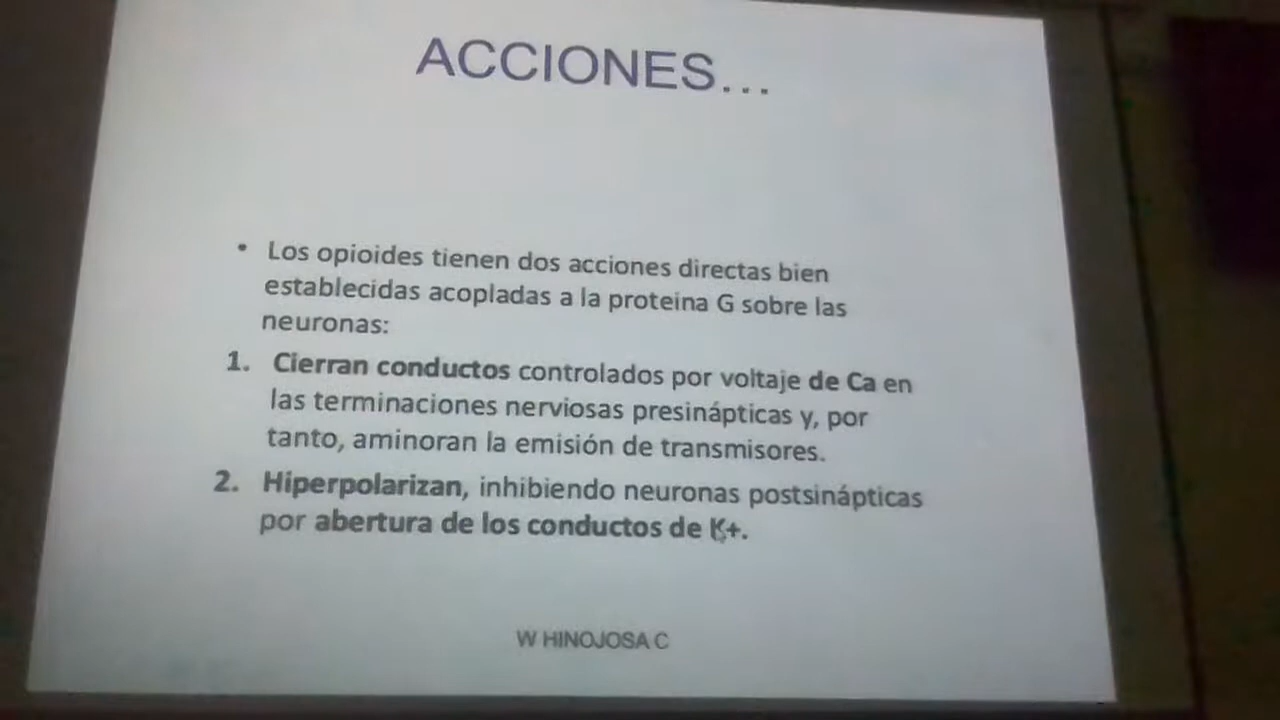 ACCIONES...
• Los opioides tienen dos acciones directas bien
establecidas acopladas a la proteina G sobre las
neuronas:
1. Cierran conductos controlados por voltaje de Ca en
las terminaciones nerviosas presinápticas y, por
tanto, aminoran la emisión de transmisores.
2. Hiperpolarizan, inhibiendo neuronas postsinápticas
por abertura de los conductos de K+.
W HINOJOSA C